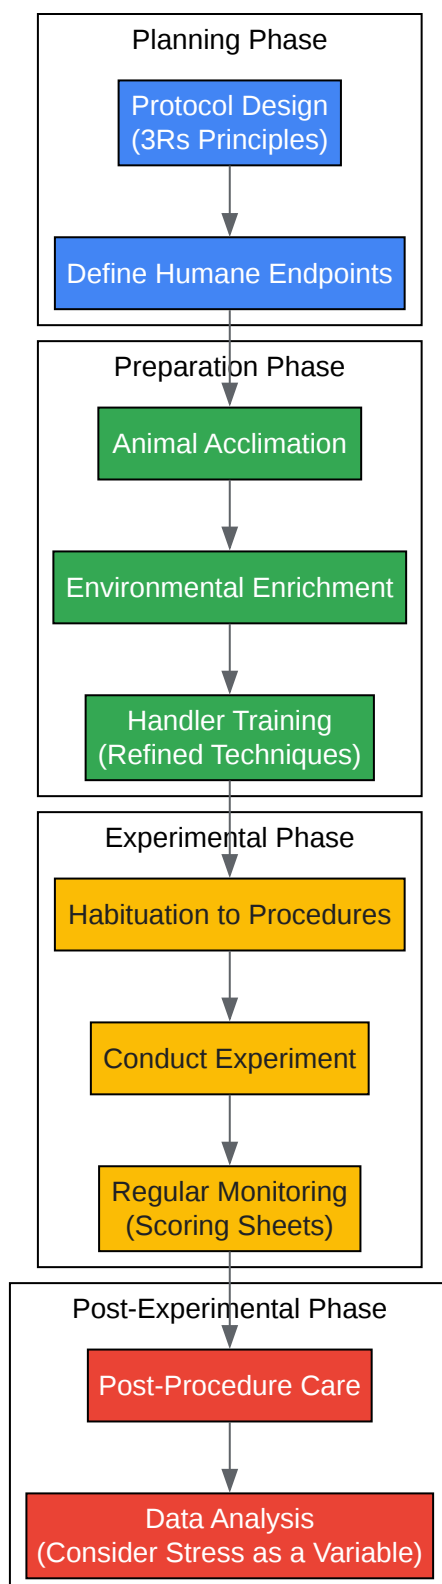 Planning Phase
Protocol Design
(3Rs Principles)
Define Humane Endpoints
Preparation Phase
Animal Acclimation
Environmental Enrichment
Handler Training
(Refined Techniques)
Experimental Phase
Habituation to Procedures
Conduct Experiment
Regular Monitoring
(Scoring Sheets)
Post-Experimental Phase
Post-Procedure Care
Data Analysis
(Consider Stress as a Variable)